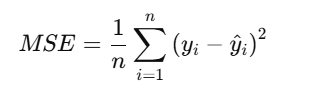 MSE = \frac{1}{n} \sum_{i=1}^{n} (y_i - \hat{y}_i)^2